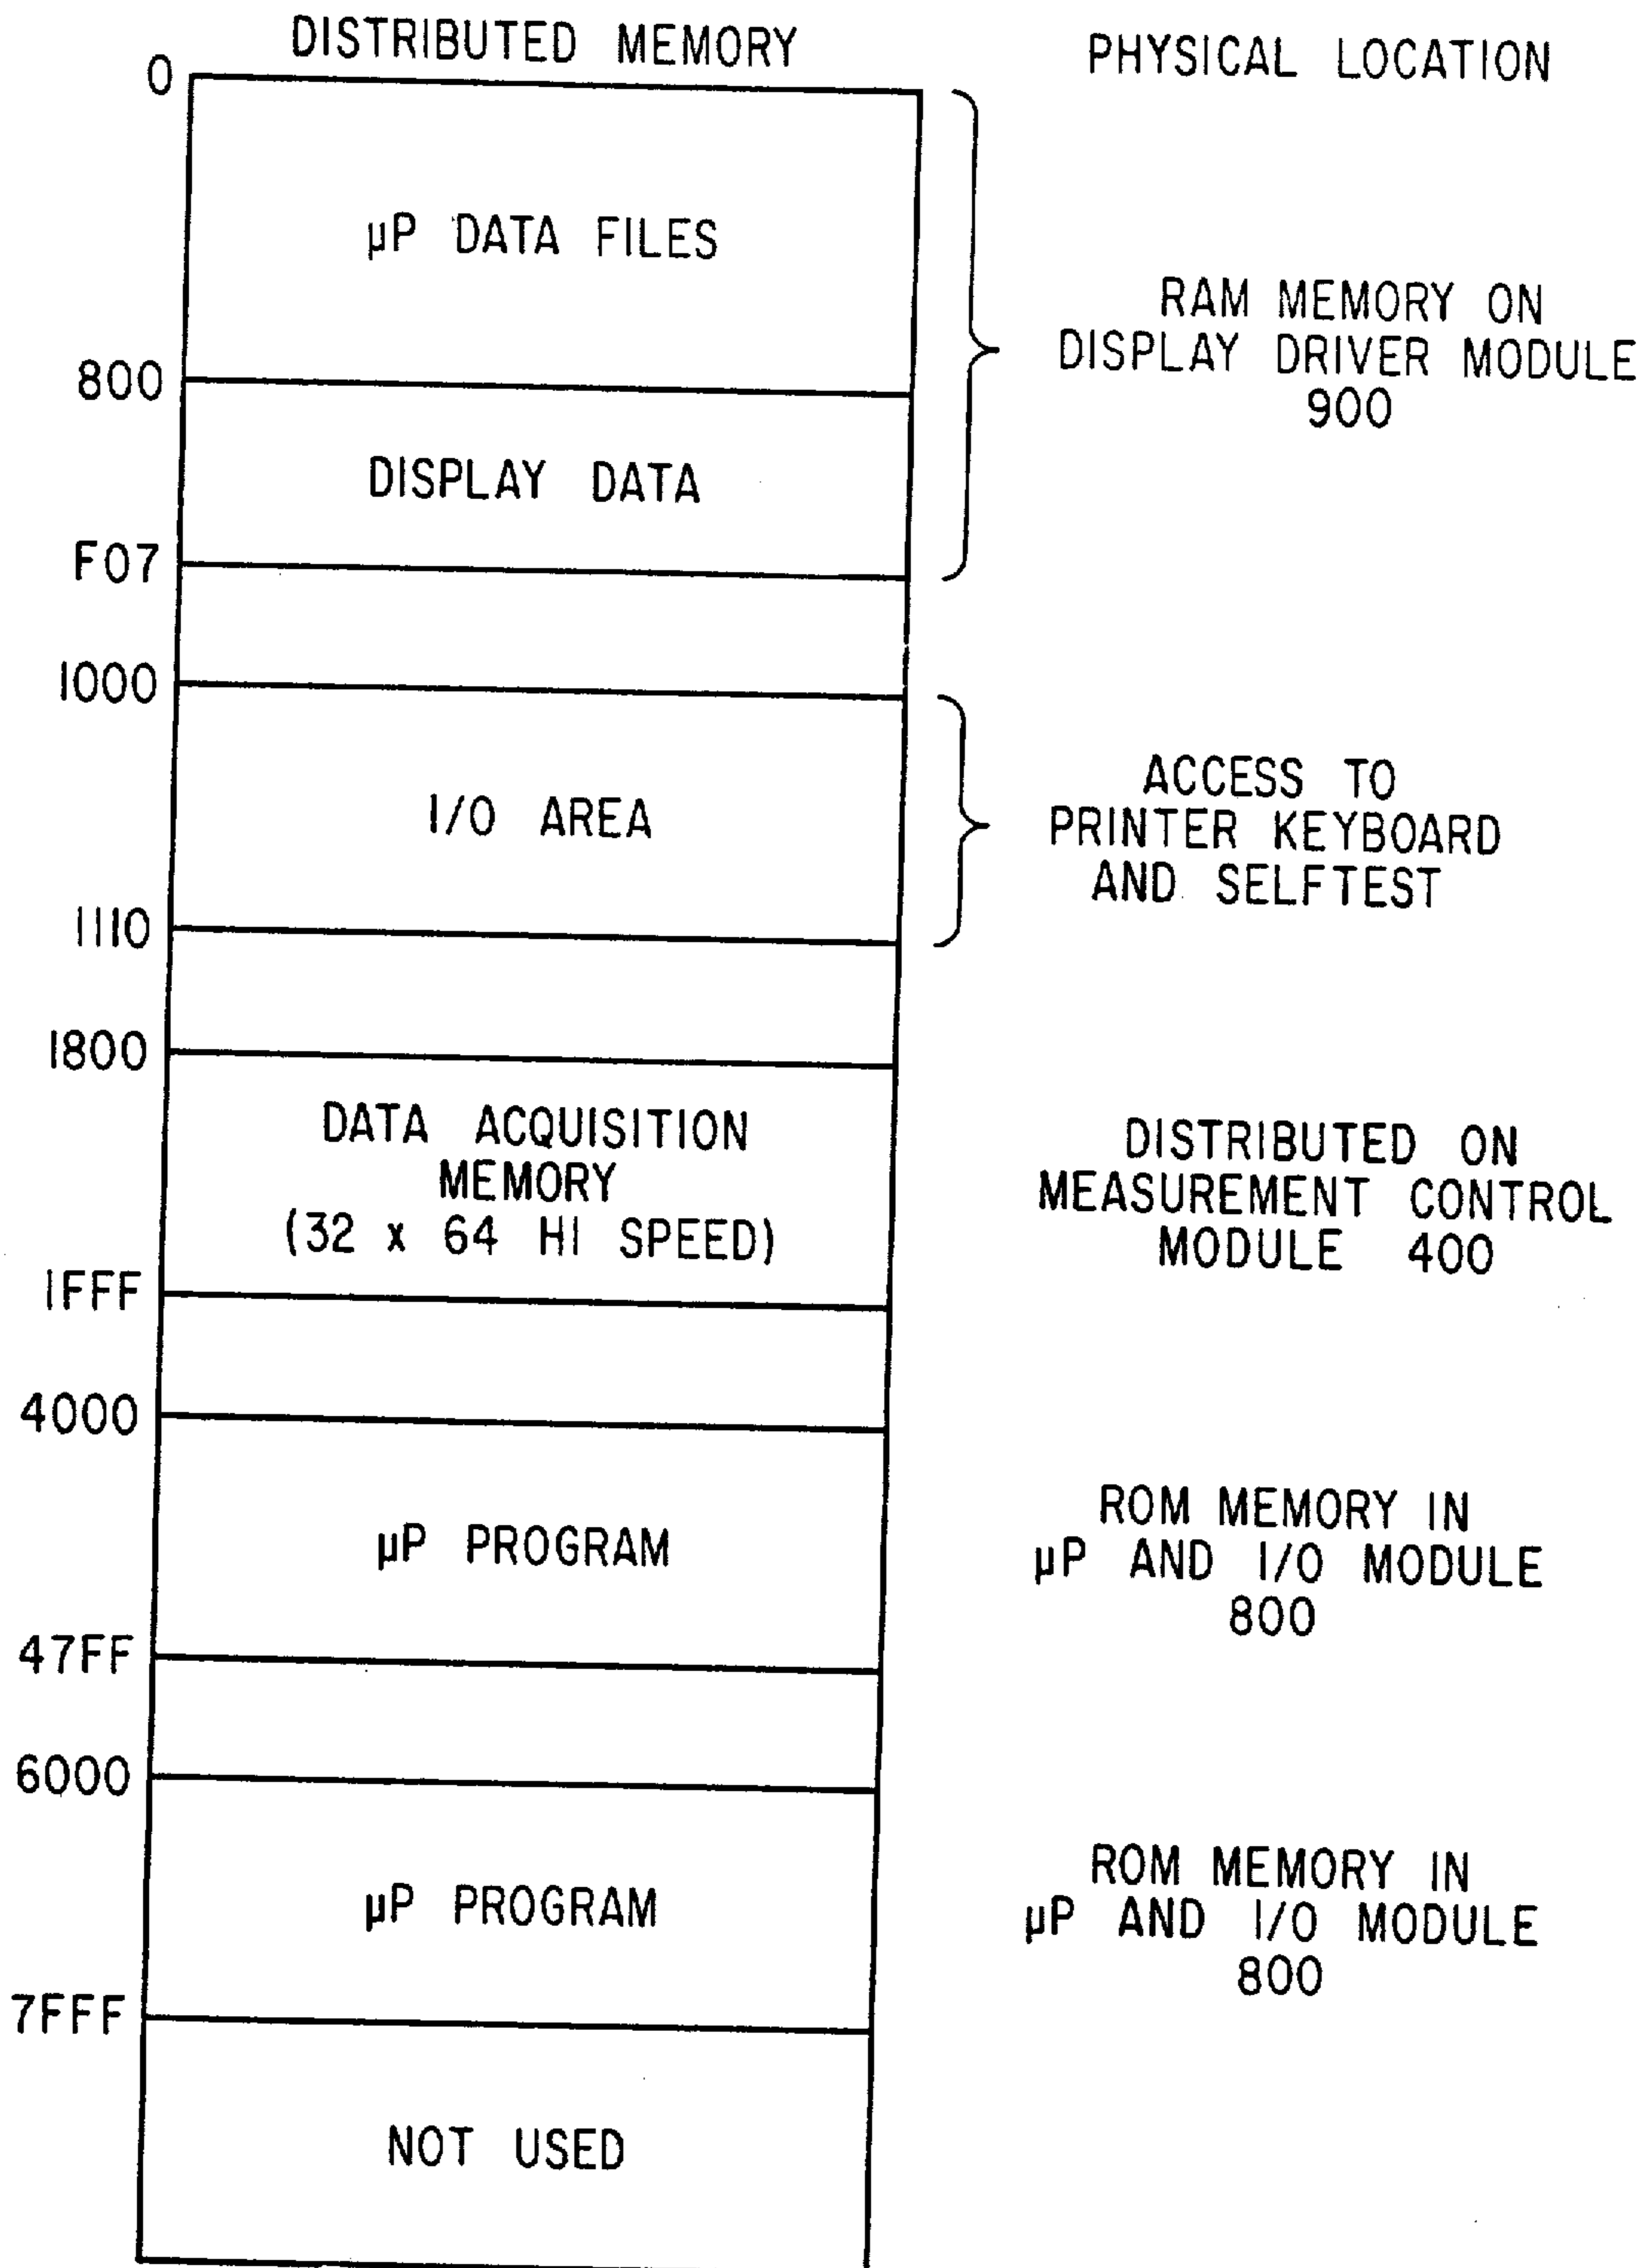 DISTRIBUTED MEMORY
PHYSICAL LOCATION
0
µP DATA FILES
RAM MEMORY ON
DISPLAY DRIVER MODULE
900
800
DISPLAY DATA
F07
1000
I/O AREA
ACCESS TO
PRINTER KEYBOARD
AND SELFTEST
1110
1800
DATA ACQUISITION
MEMORY
(32 x 64 HI SPEED)
DISTRIBUTED ON
MEASUREMENT CONTROL
MODULE 400
1FFF
4000
µP PROGRAM
ROM MEMORY IN
µP AND I/O MODULE
800
47FF
6000
µP PROGRAM
ROM MEMORY IN
µP AND I/O MODULE
800
7FFF
NOT USED